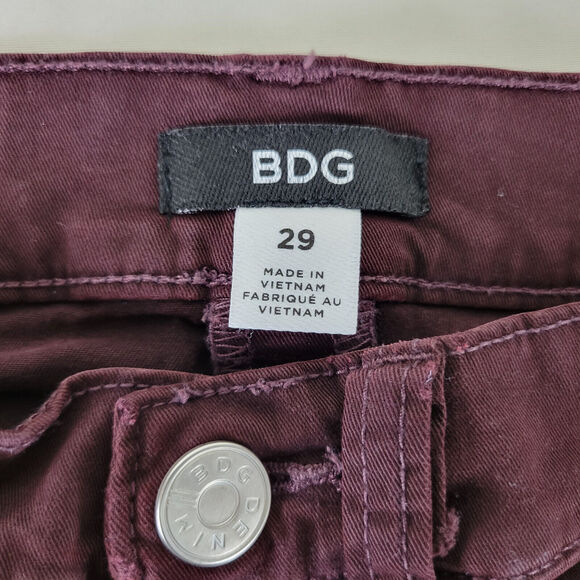 BDG
29
MADE IN
VIETNAM
FABRIQUÉ AU
VIETNAM
BDG DENIM